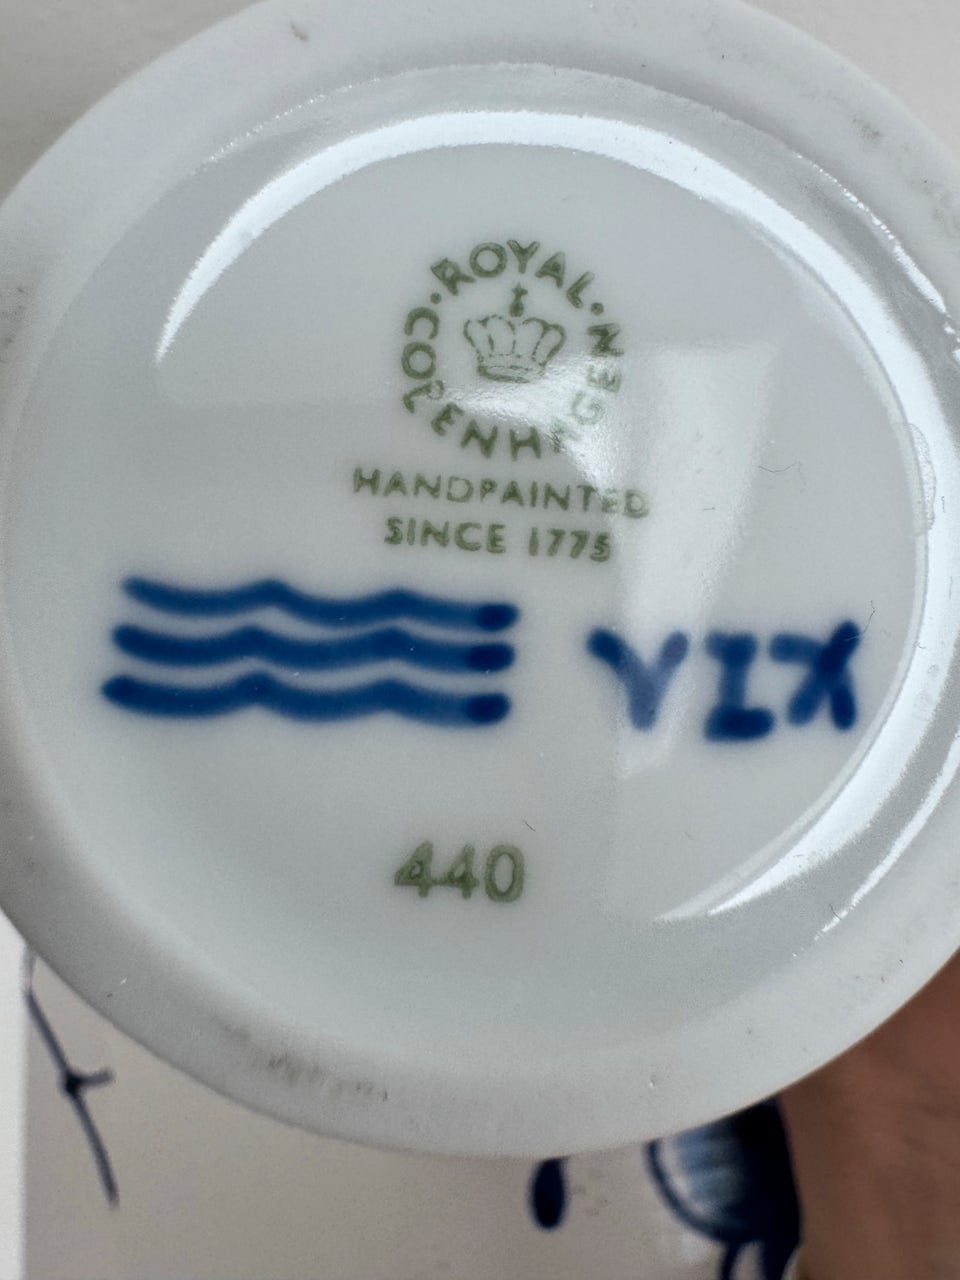 ROYAL · COPENHAGEN ·
HANDPAINTED
SINCE 1775
VIX
440